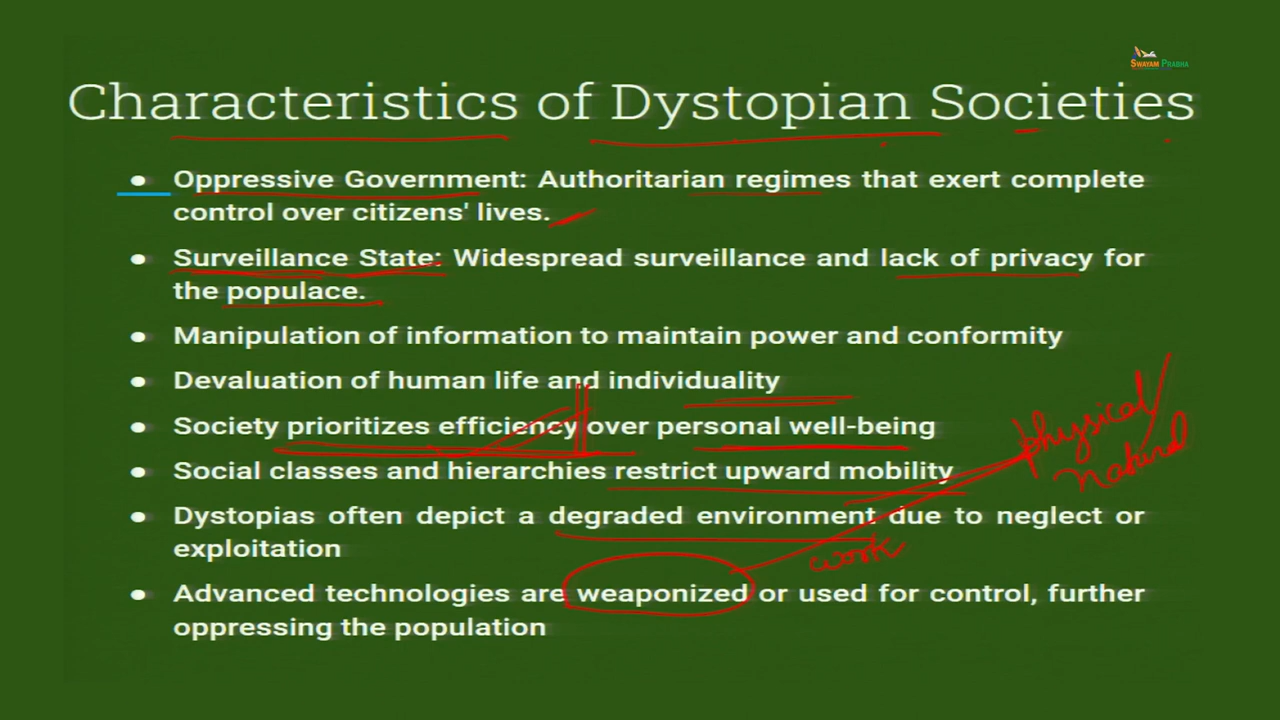 SWAYAM PRABHA
Characteristics of Dystopian Societies
● Oppressive Government: Authoritarian regimes that exert complete
control over citizens' lives.
● Surveillance State: Widespread surveillance and lack of privacy for
the populace.
● Manipulation of information to maintain power and conformity
● Devaluation of human life and individuality
● Society prioritizes efficiency over personal well-being
● Social classes and hierarchies restrict upward mobility
physical/
natural
● Dystopias often depict a degraded environment due to neglect or
exploitation
work
● Advanced technologies are weaponized or used for control, further
oppressing the population